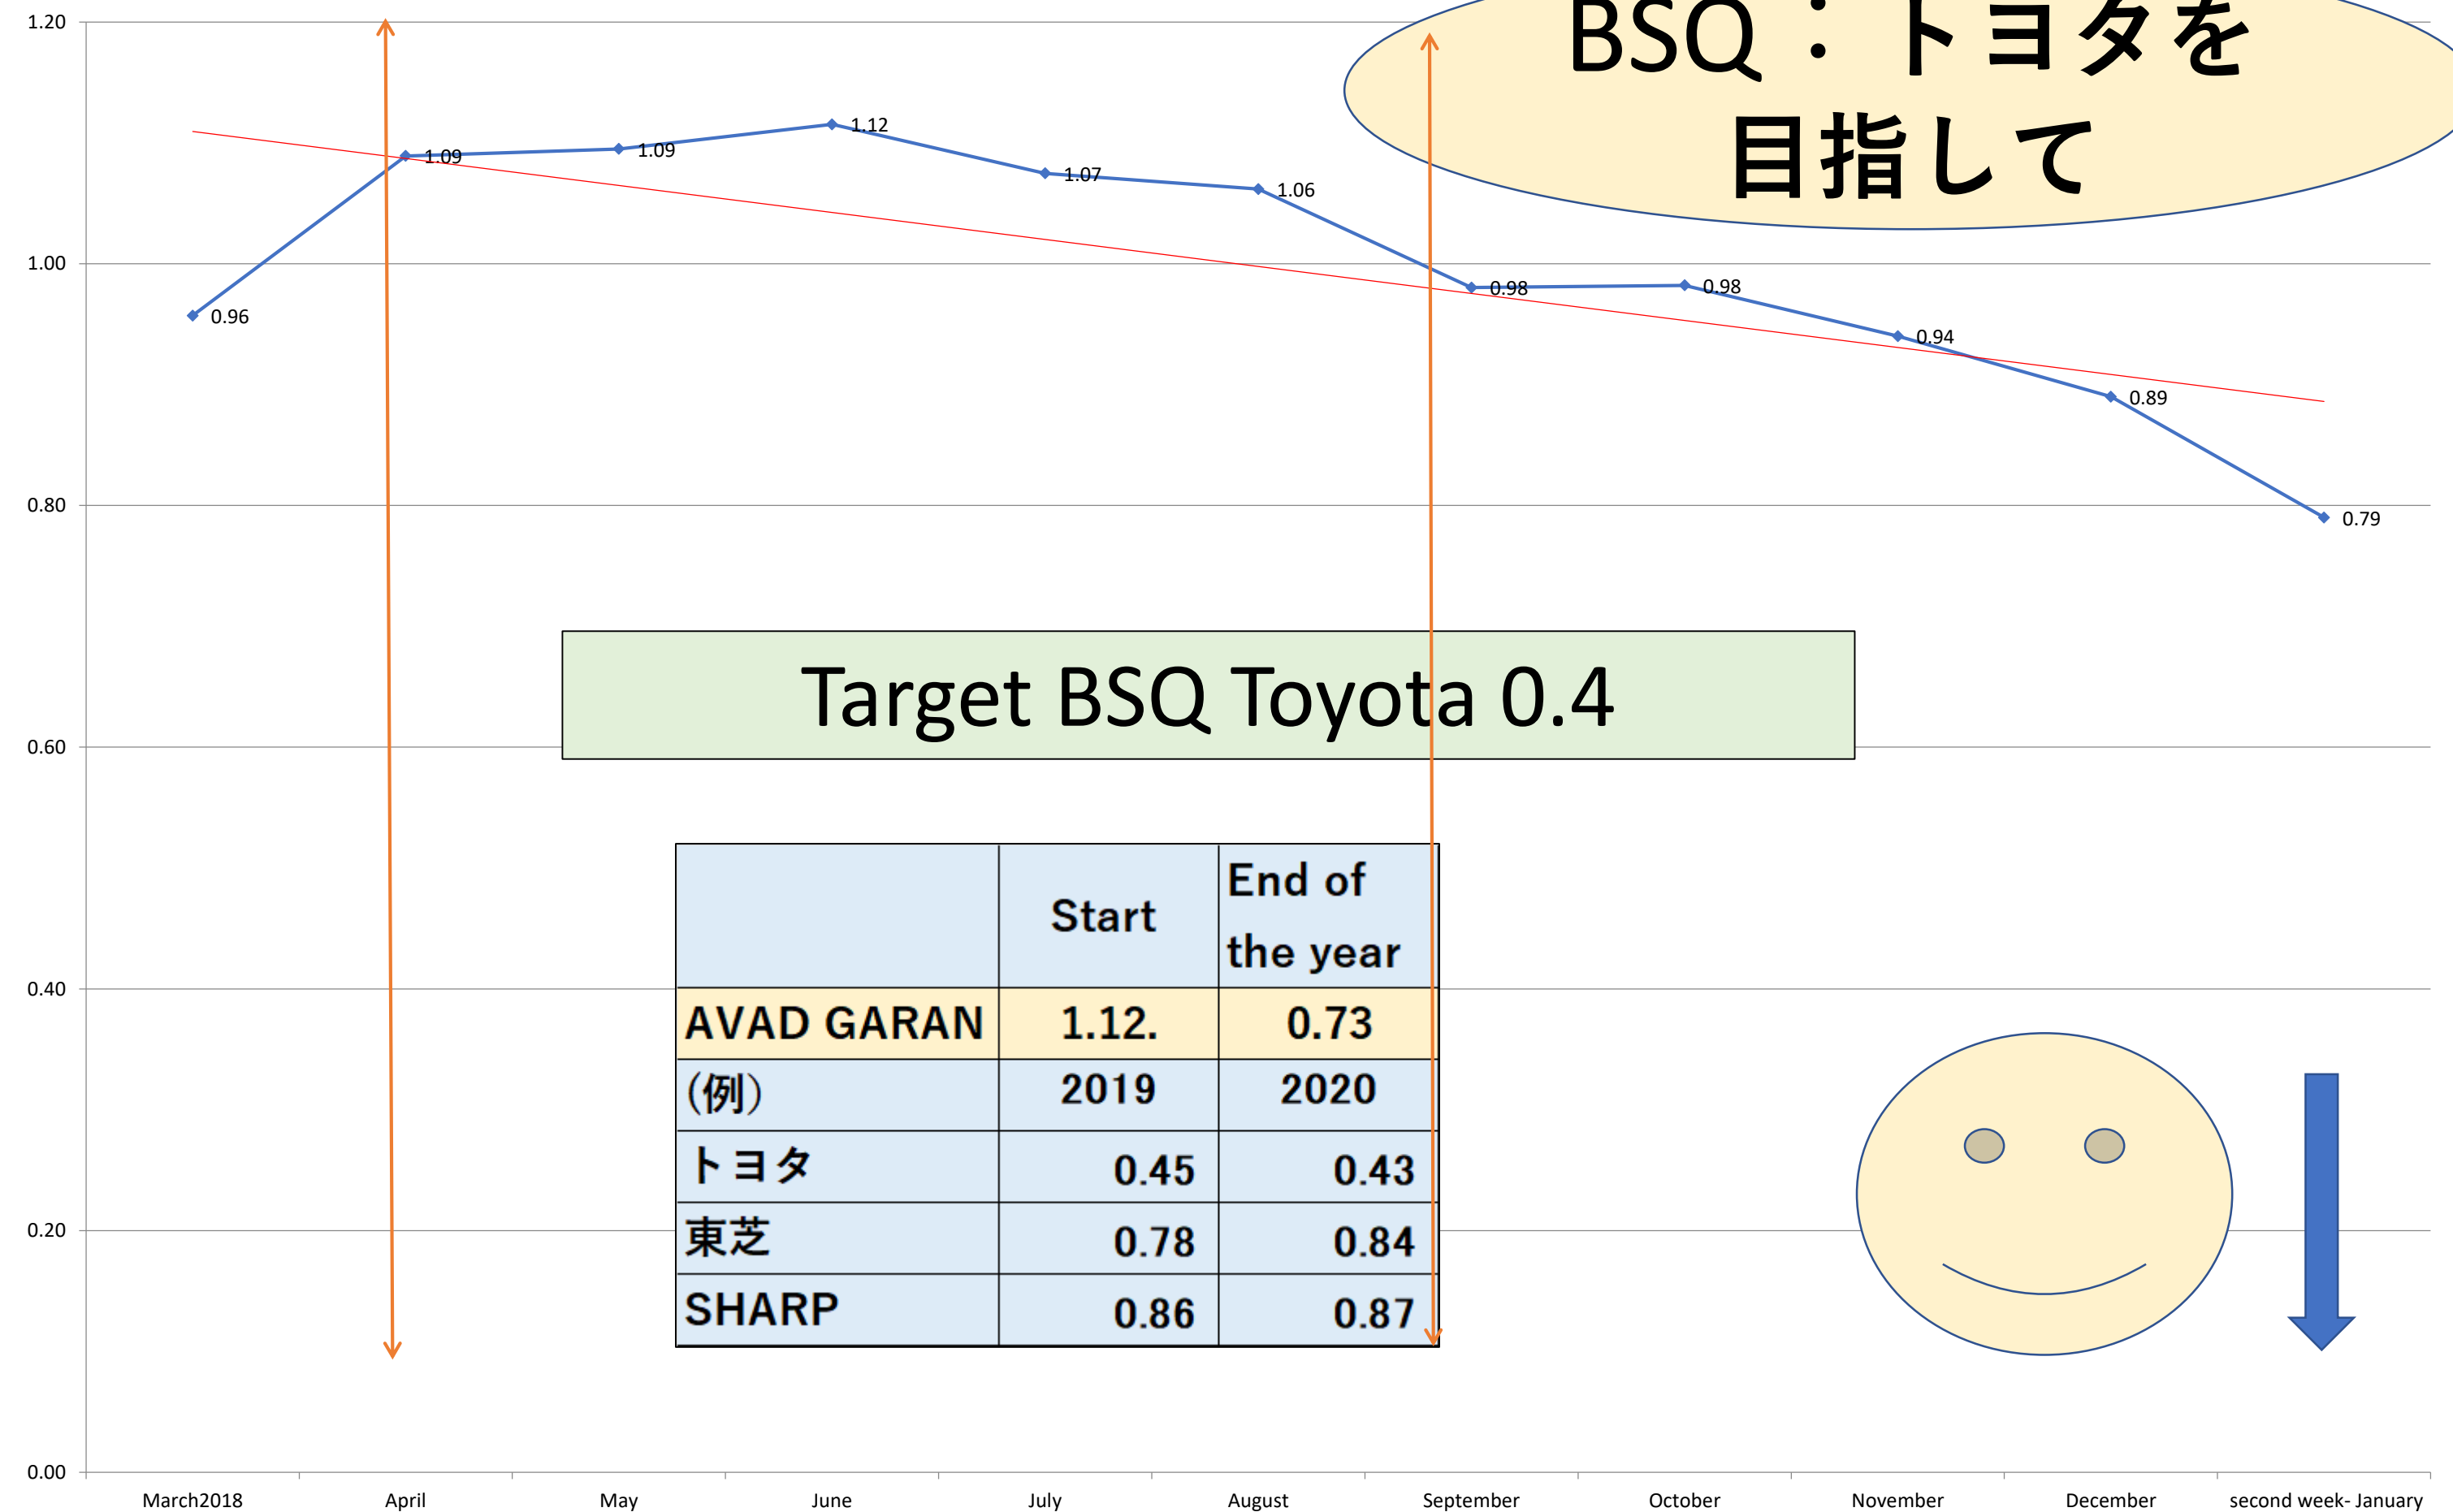 BSQ：トヨタを
目指して
1.20
1.00
0.80
0.60
0.40
0.20
0.00
0.96
1.09
1.09
1.12
1.07
1.06
0.98
0.98
0.94
0.89
0.79
Target BSQ Toyota 0.4
Start
End of
the year
AVAD GARAN 1.12. 0.73
(例) 2019 2020
トヨタ 0.45 0.43
東芝 0.78 0.84
SHARP 0.86 0.87
March2018 April May June July August September October November December second week- January